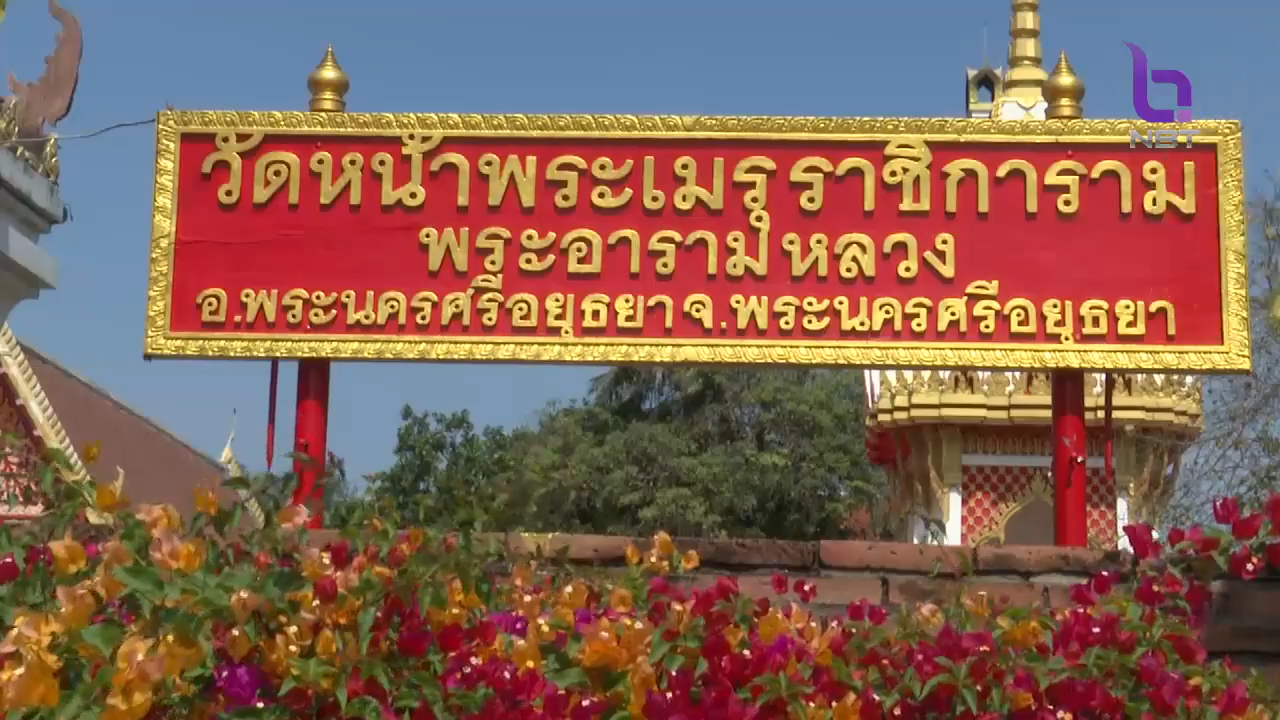 NBT
วัดหน้าพระเมรุราชิการาม
พระอารามหลวง
อ.พระนครศรีอยุธยา จ.พระนครศรีอยุธยา